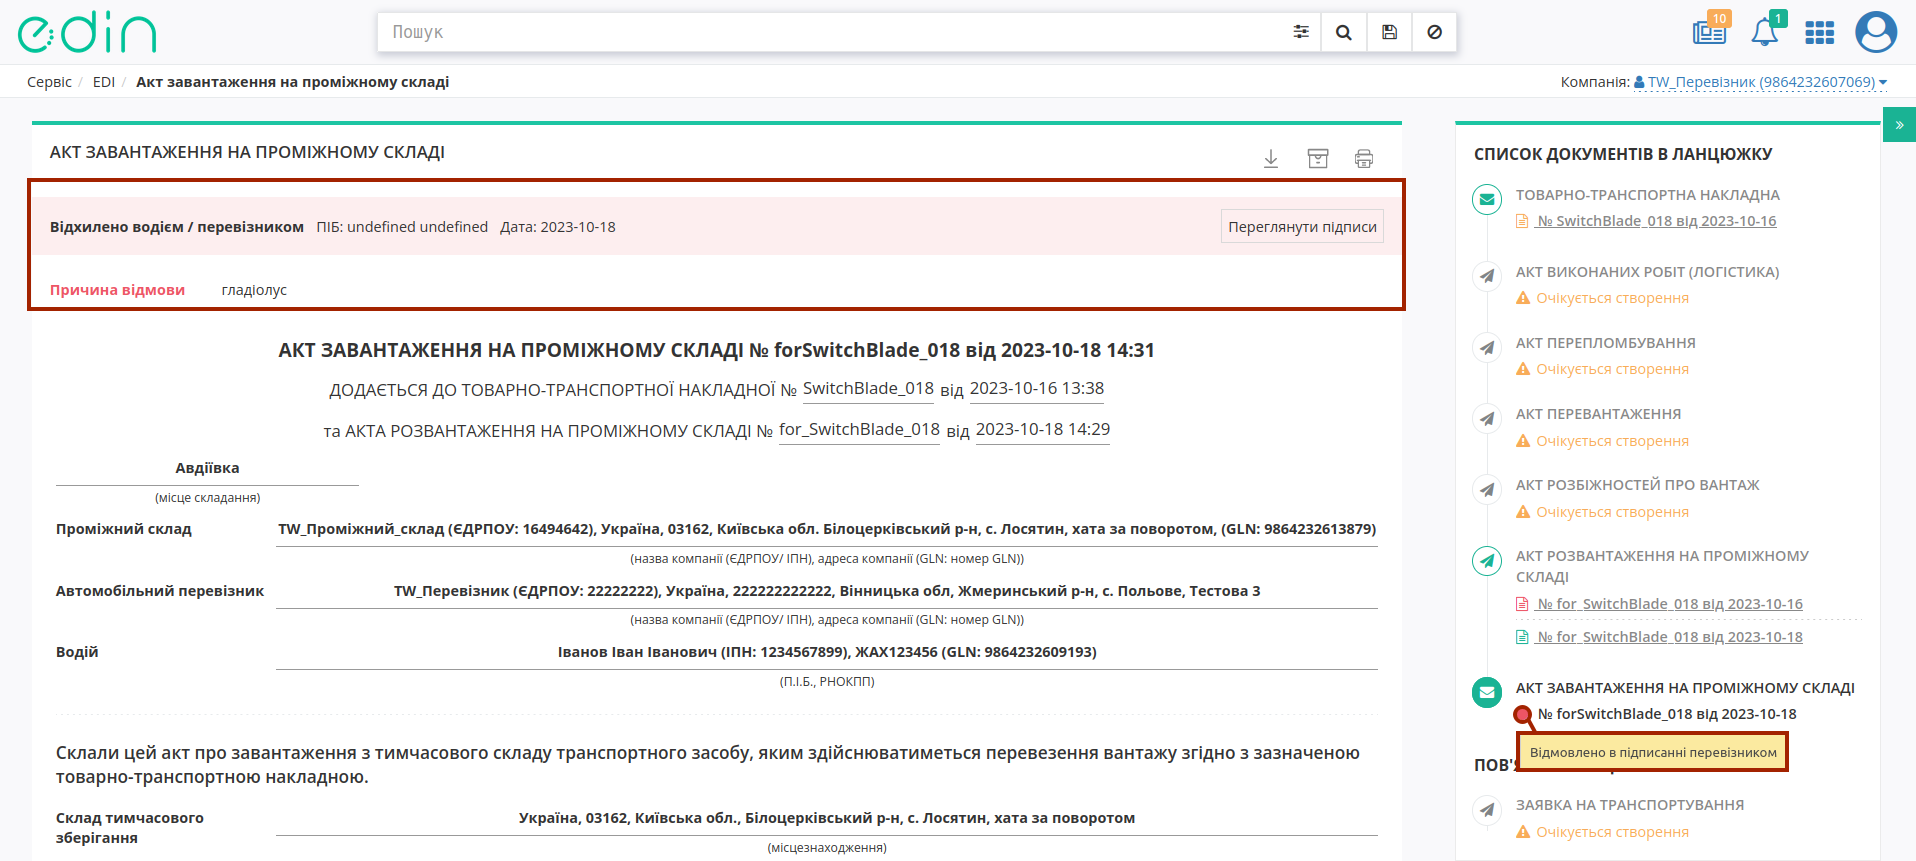 edin
Пошук
10
1
Сервіс / EDI / Акт завантаження на проміжному складі
Компанія: TW_Перевізник (9864232607069)
»
АКТ ЗАВАНТАЖЕННЯ НА ПРОМІЖНОМУ СКЛАДІ
Відхилено водієм / перевізником ПІБ: undefined undefined Дата: 2023-10-18
Переглянути підписи
Причина відмови гладіолус
АКТ ЗАВАНТАЖЕННЯ НА ПРОМІЖНОМУ СКЛАДІ № forSwitchBlade_018 від 2023-10-18 14:31
ДОДАЄТЬСЯ ДО ТОВАРНО-ТРАНСПОРТНОЇ НАКЛАДНОЇ № SwitchBlade_018 від 2023-10-16 13:38
та АКТА РОЗВАНТАЖЕННЯ НА ПРОМІЖНОМУ СКЛАДІ № for_SwitchBlade_018 від 2023-10-18 14:29
Авдіївка
(місце складання)
Проміжний склад TW_Проміжний_склад (ЄДРПОУ: 16494642), Україна, 03162, Київська обл. Білоцерківський р-н, с. Лосятин, хата за поворотом, (GLN: 9864232613879)
(назва компанії (ЄДРПОУ/ ІПН), адреса компанії (GLN: номер GLN))
Автомобільний перевізник TW_Перевізник (ЄДРПОУ: 22222222), Україна, 222222222222, Вінницька обл, Жмеринський р-н, с. Польове, Тестова 3
(назва компанії (ЄДРПОУ/ ІПН), адреса компанії (GLN: номер GLN))
Водій Іванов Іван Іванович (ІПН: 1234567899), ЖАХ123456 (GLN: 9864232609193)
(П.І.Б., РНОКПП)
Склали цей акт про завантаження з тимчасового складу транспортного засобу, яким здійснюватиметься перевезення вантажу згідно з зазначеною
товарно-транспортною накладною.
Склад тимчасового
зберігання
Україна, 03162, Київська обл., Білоцерківський р-н, с. Лосятин, хата за поворотом
(місцезнаходження)
СПИСОК ДОКУМЕНТІВ В ЛАНЦЮЖКУ
ТОВАРНО-ТРАНСПОРТНА НАКЛАДНА
№ SwitchBlade_018 від 2023-10-16
АКТ ВИКОНАНИХ РОБІТ (ЛОГІСТИКА)
Очікується створення
АКТ ПЕРЕПЛОМБУВАННЯ
Очікується створення
АКТ ПЕРЕВАНТАЖЕННЯ
Очікується створення
АКТ РОЗБІЖНОСТЕЙ ПРО ВАНТАЖ
Очікується створення
АКТ РОЗВАНТАЖЕННЯ НА ПРОМІЖНОМУ
СКЛАДІ
№ for_SwitchBlade_018 від 2023-10-16
№ for_SwitchBlade_018 від 2023-10-18
АКТ ЗАВАНТАЖЕННЯ НА ПРОМІЖНОМУ СКЛАДІ
№ forSwitchBlade_018 від 2023-10-18
Відмовлено в підписанні перевізником
ЗАЯВКА НА ТРАНСПОРТУВАННЯ
Очікується створення